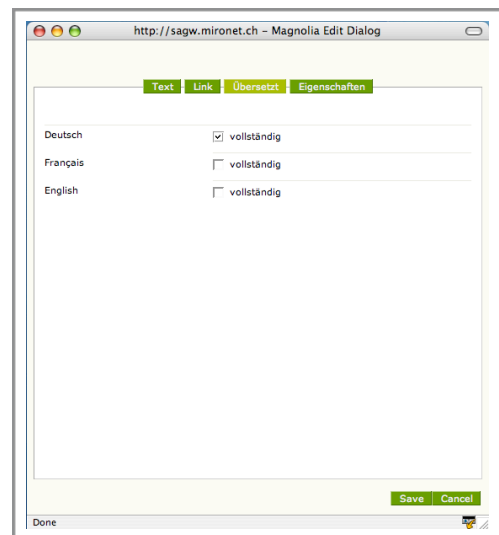 http://sagw.mironet.ch – Magnolia Edit Dialog
Text Link Übersetzt Eigenschaften
Deutsch vollständig
Français vollständig
English vollständig
Save Cancel
Done